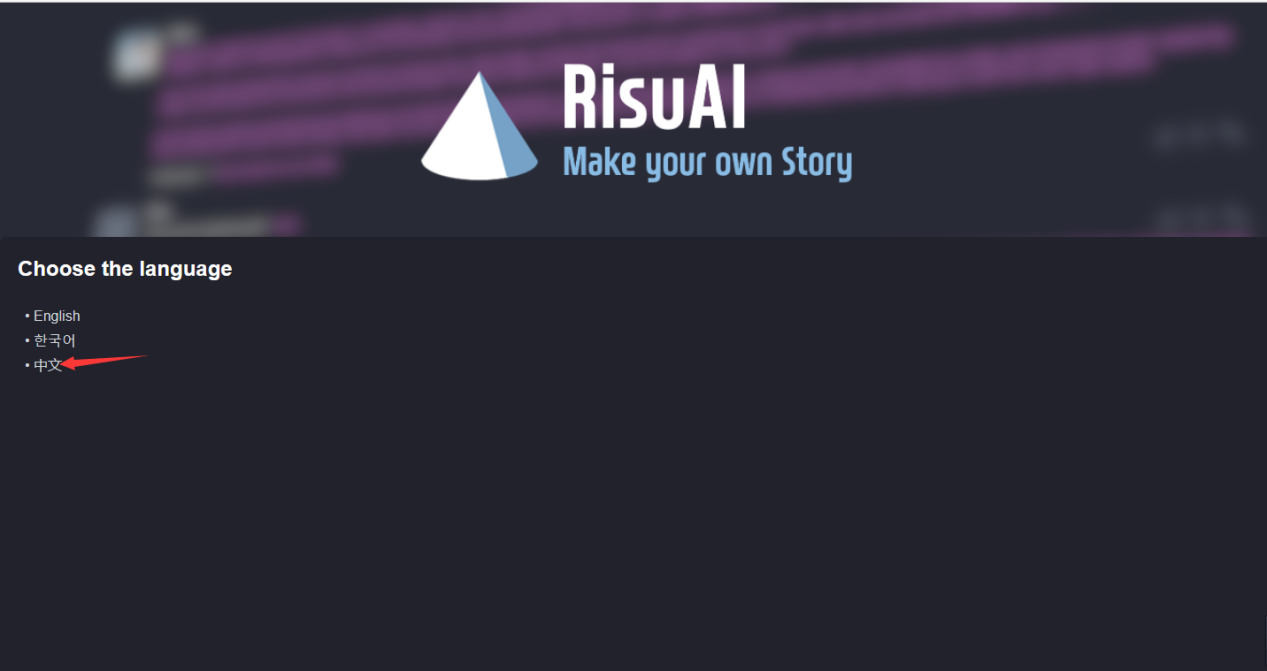 RisuAI
Make your own Story
Choose the language
• English
• 한국어
• 中文